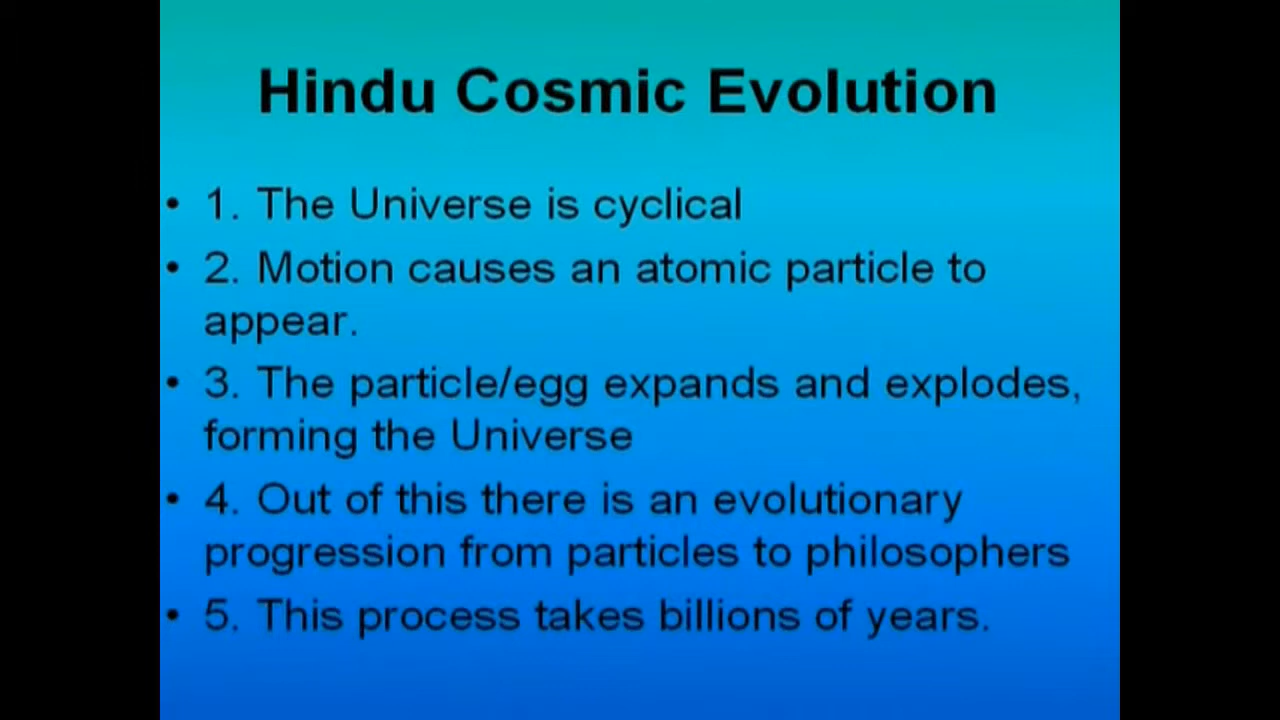 Hindu Cosmic Evolution
• 1. The Universe is cyclical
• 2. Motion causes an atomic particle to
appear.
• 3. The particle/egg expands and explodes,
forming the Universe
• 4. Out of this there is an evolutionary
progression from particles to philosophers
• 5. This process takes billions of years.